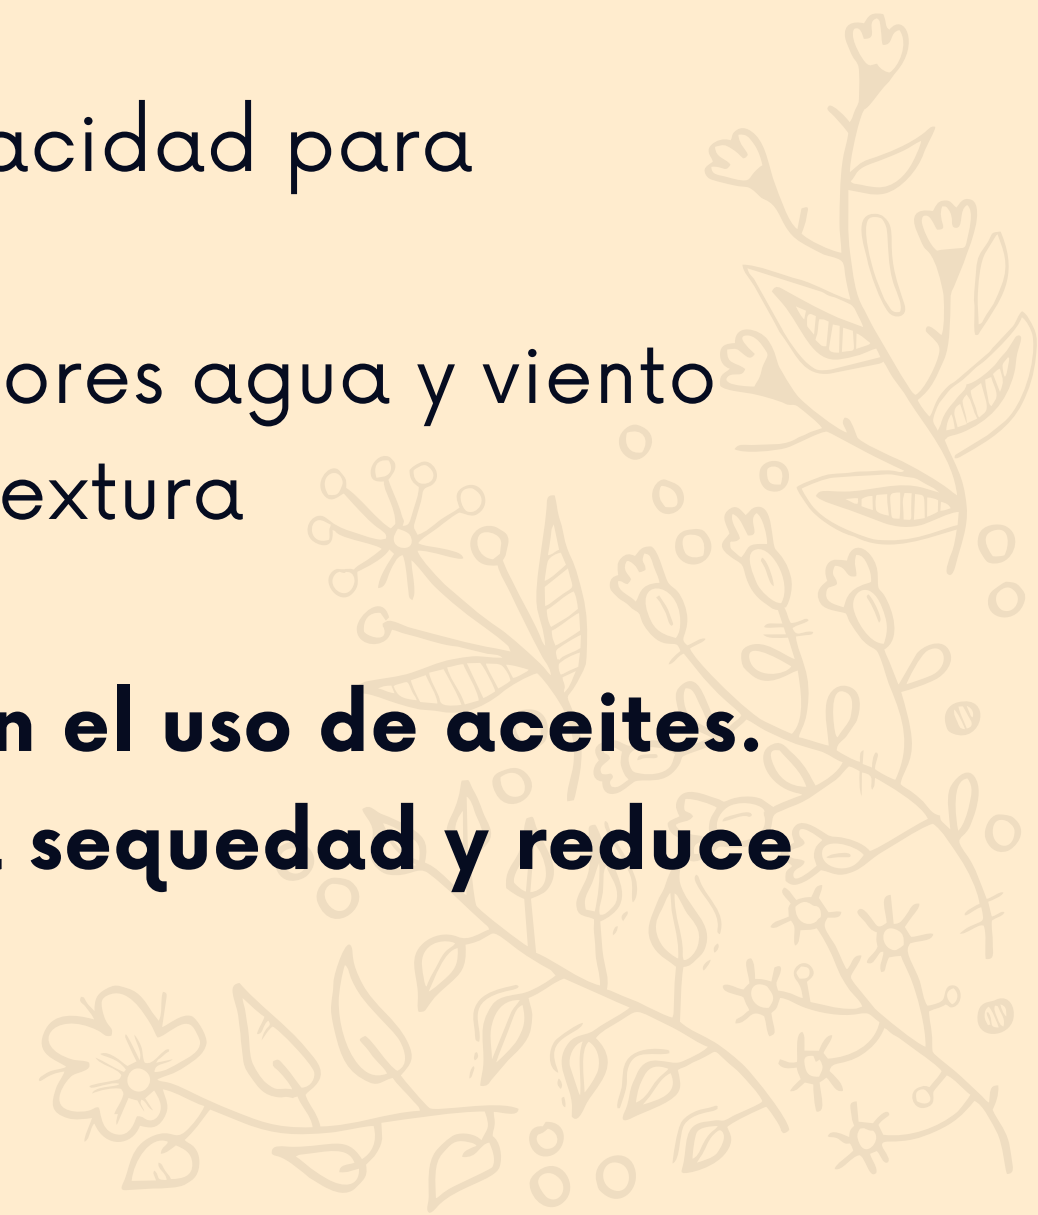 acidad para
ores agua y viento
extura
n el uso de aceites.
sequedad y reduce